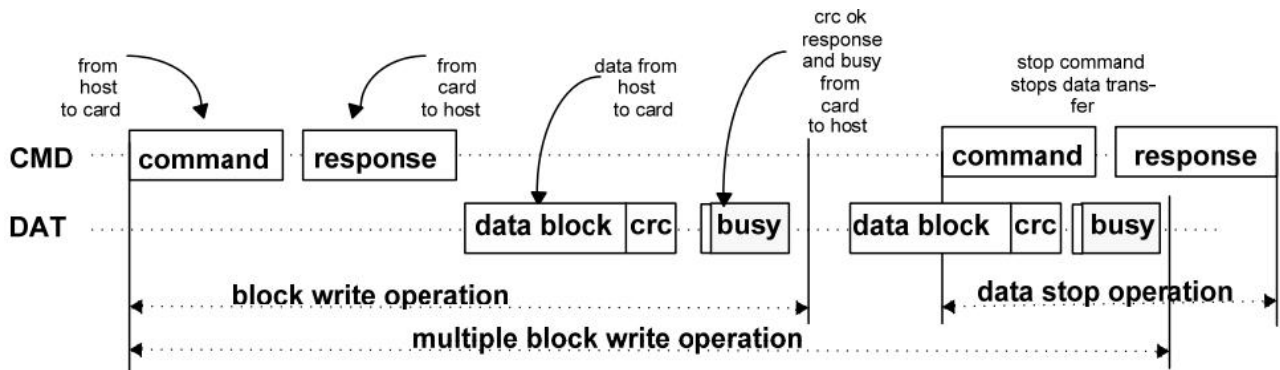 from
host
to card
from
card
to host
data from
host
to card
crc ok
response
and busy
from
card
to host
stop command
stops data trans-
fer
CMD
command
response
command
response
DAT
data block
crc
busy
data block
crc
busy
block write operation
data stop operation
multiple block write operation